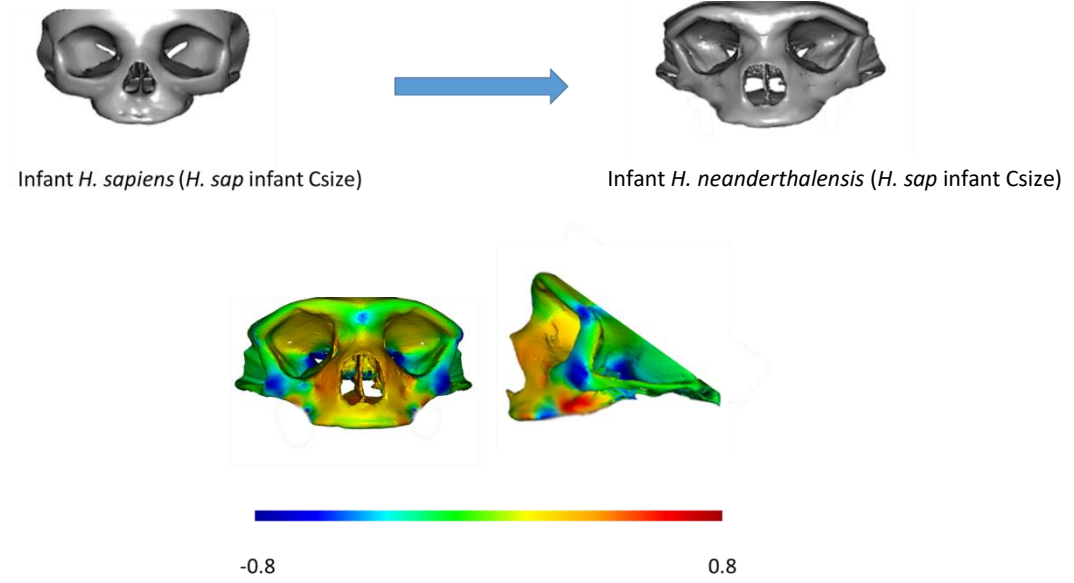 Infant H. sapiens (H. sap infant Csize)
Infant H. neanderthalensis (H. sap infant Csize)
-0.8
0.8